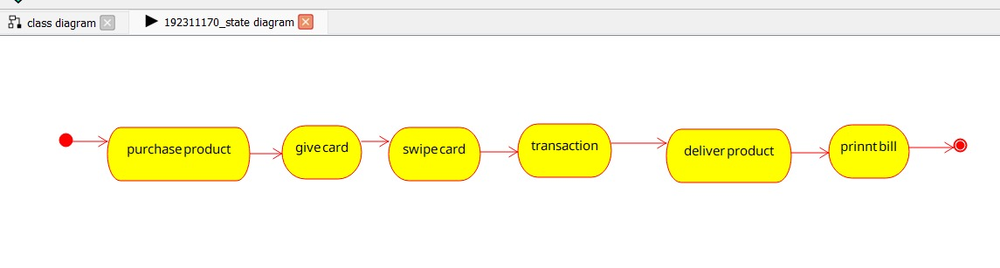 class diagram
192311170_state diagram
purchase product
give card
swipe card
transaction
deliver product
prinnt bill